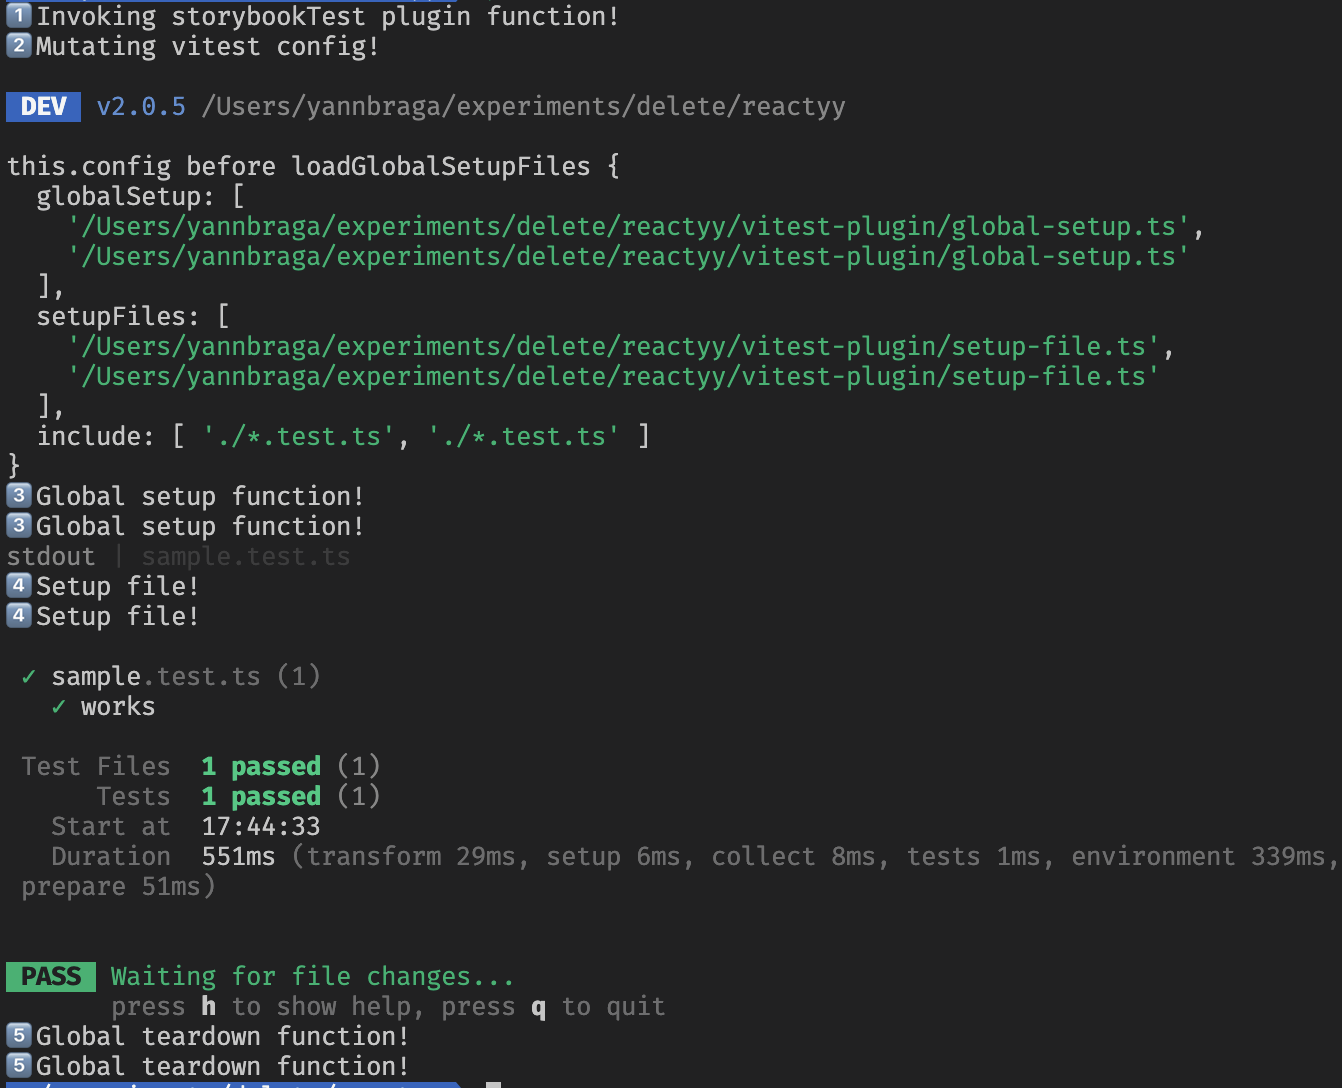 1 Invoking storybookTest plugin function!
2 Mutating vitest config!
DEV v2.0.5 /Users/yannbraga/experiments/delete/reactyy
this.config before loadGlobalSetupFiles {
globalSetup: [
'/Users/yannbraga/experiments/delete/reactyy/vitest-plugin/global-setup.ts',
'/Users/yannbraga/experiments/delete/reactyy/vitest-plugin/global-setup.ts'
],
setupFiles: [
'/Users/yannbraga/experiments/delete/reactyy/vitest-plugin/setup-file.ts',
'/Users/yannbraga/experiments/delete/reactyy/vitest-plugin/setup-file.ts'
],
include: [ './*.test.ts', './*.test.ts' ]
}
3 Global setup function!
3 Global setup function!
stdout | sample.test.ts
4 Setup file!
4 Setup file!
✓ sample.test.ts (1)
✓ works
Test Files 1 passed (1)
Tests 1 passed (1)
Start at 17:44:33
Duration 551ms (transform 29ms, setup 6ms, collect 8ms, tests 1ms, environment 339ms,
prepare 51ms)
PASS Waiting for file changes...
press h to show help, press q to quit
5 Global teardown function!
5 Global teardown function!